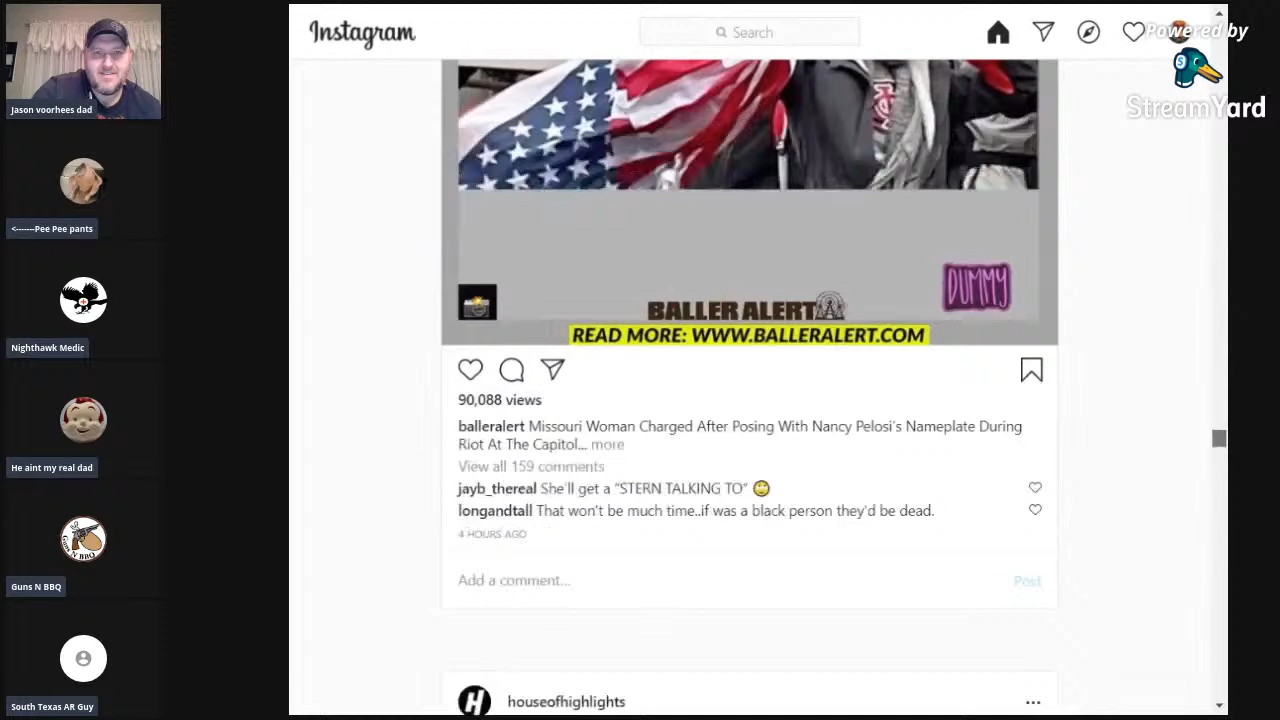 Jason voorhees dad
<------Pee Pee pants
Nighthawk Medic
He aint my real dad
GUNS N BBQ
Guns N BBQ
South Texas AR Guy
Instagram
Search
Powered by
S
StreamYard
DUMMY
BALLER ALERT
READ MORE: WWW.BALLERALERT.COM
90,088 views
balleralert Missouri Woman Charged After Posing With Nancy Pelosi's Nameplate During
Riot At The Capitol... more
View all 159 comments
jayb_thereal She'll get a "STERN TALKING TO" 🙄
longandtall That won't be much time..if was a black person they'd be dead.
4 HOURS AGO
Add a comment...
Post
H
houseofhighlights